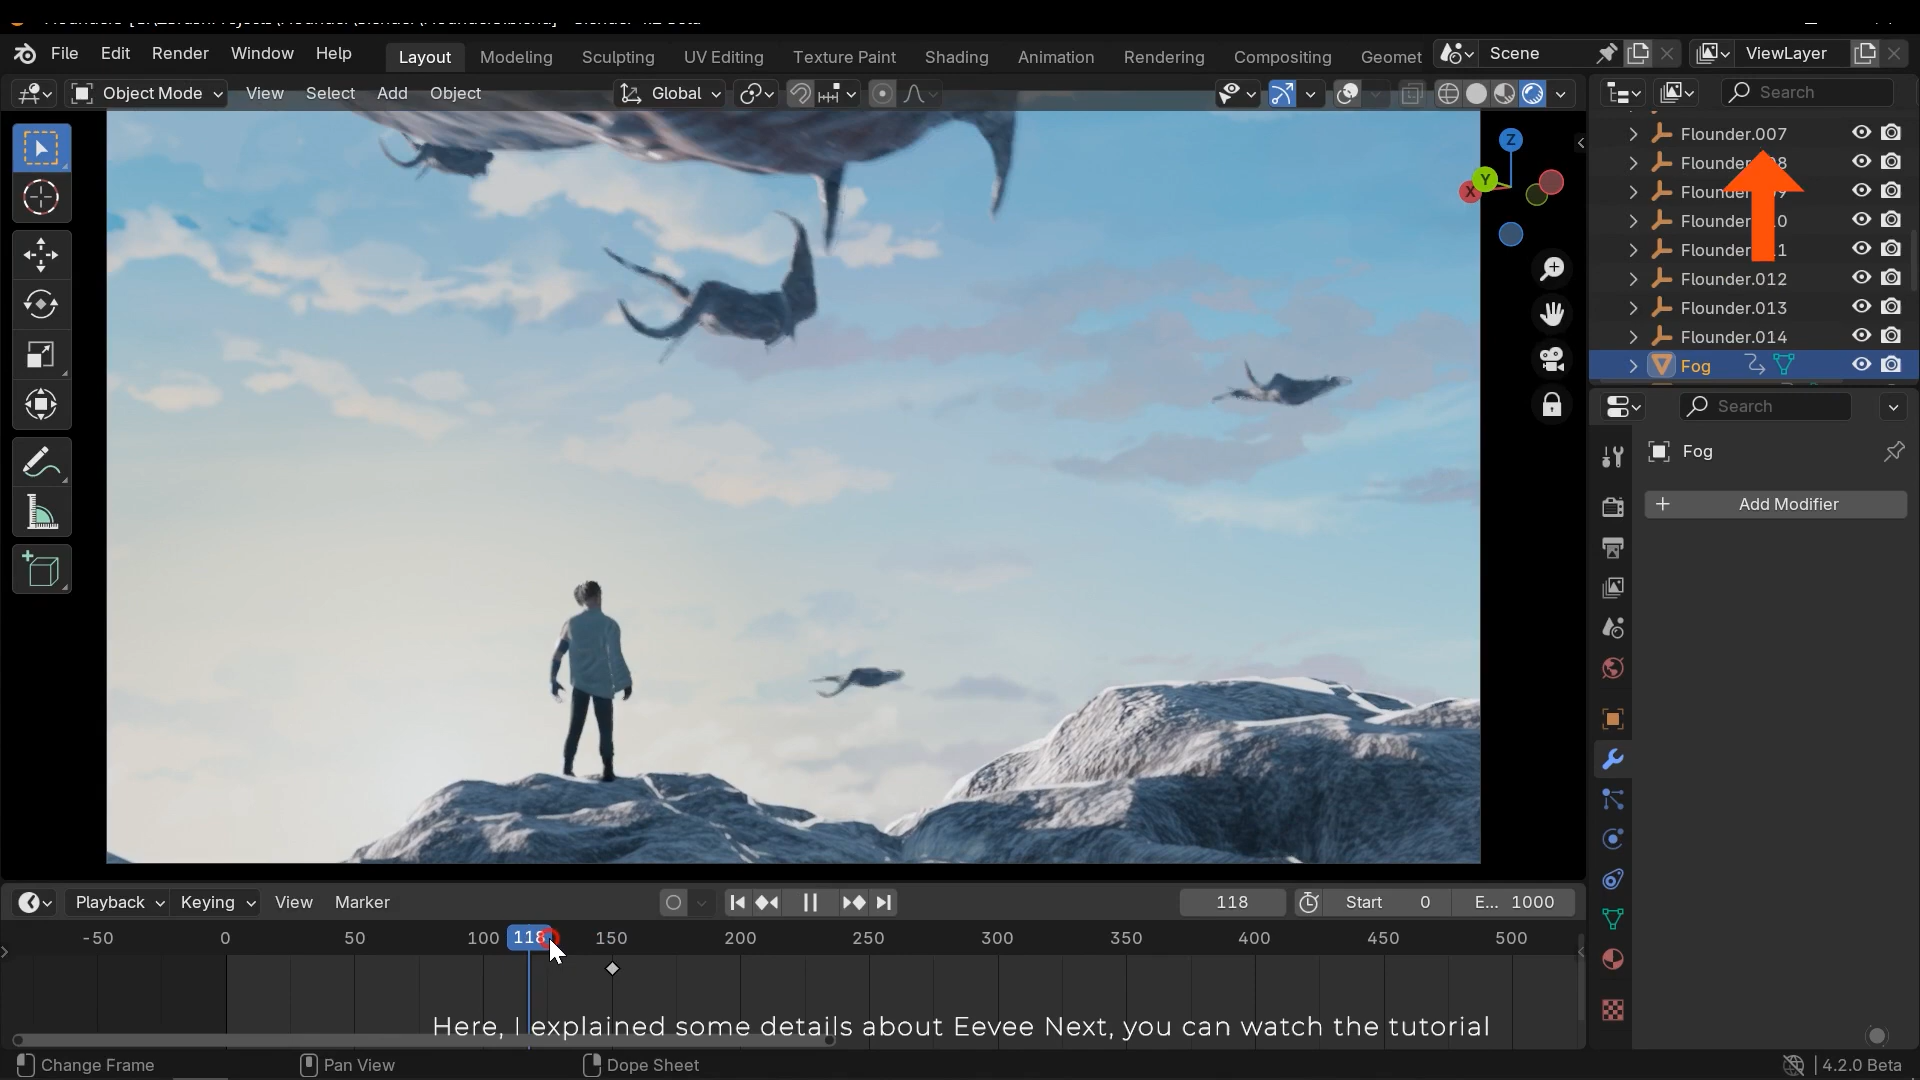 File Edit Render Window Help Layout Modeling Sculpting UV Editing Texture Paint Shading Animation Rendering Compositing Geomet Scene ViewLayer
Object Mode View Select Add Object Global Search
Flounder.007
Flounder.012
Flounder.013
Flounder.014
Fog
Search
Fog
Add Modifier
Z
Y
X
Playback Keying View Marker 118 Start 0 E... 1000
-50 0 50 100 118 150 200 250 300 350 400 450 500
Here, I explained some details about Eevee Next, you can watch the tutorial
Change Frame Pan View Dope Sheet 4.2.0 Beta